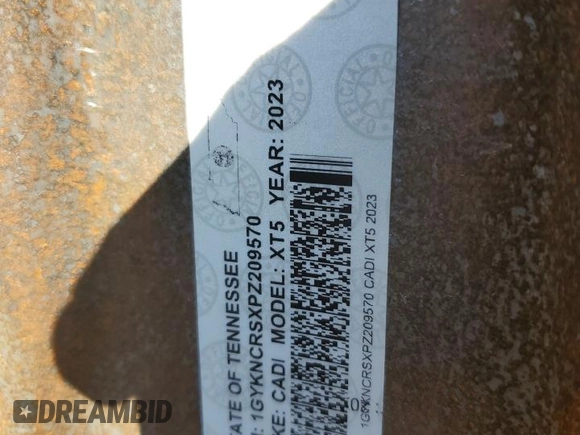 ATE OF TENNESSEE
: 1GYKNCRSXPZ209570
KE: CADI MODEL: XT5 YEAR: 2023
1GYKNCRSXPZ209570 CADI XT5 2023
DREAMBID